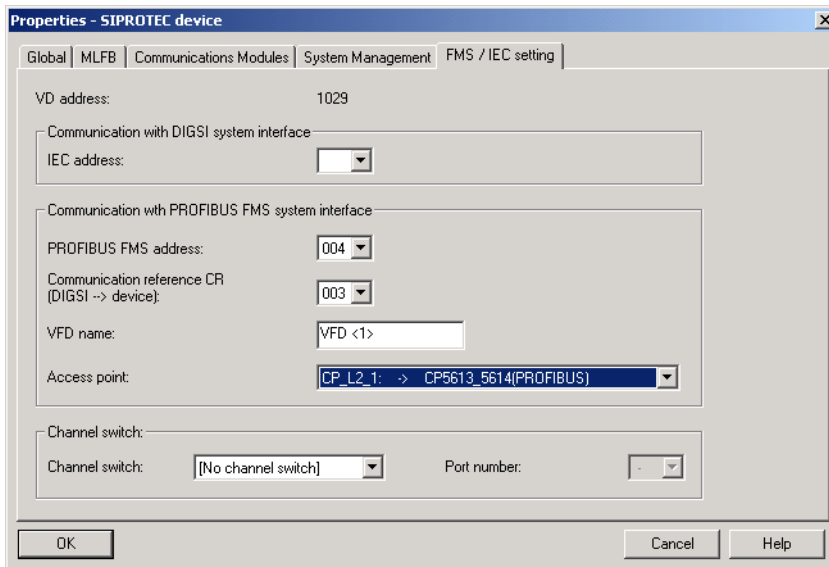 Properties - SIPROTEC device
Global MLFB Communications Modules System Management FMS / IEC setting
VD address: 1029
Communication with DIGSI system interface
IEC address:
Communication wth PROFIBUS FMS system interface
PROFIBUS FMS address: 004
Communication reference CR
(DIGSI --> device): 003
VFD name: VFD <1>
Access point: CP_L2_1: -> CP5613_5614(PROFIBUS)
Channel switch:
Channel switch: [No channel switch] Port number: -
OK Cancel Help